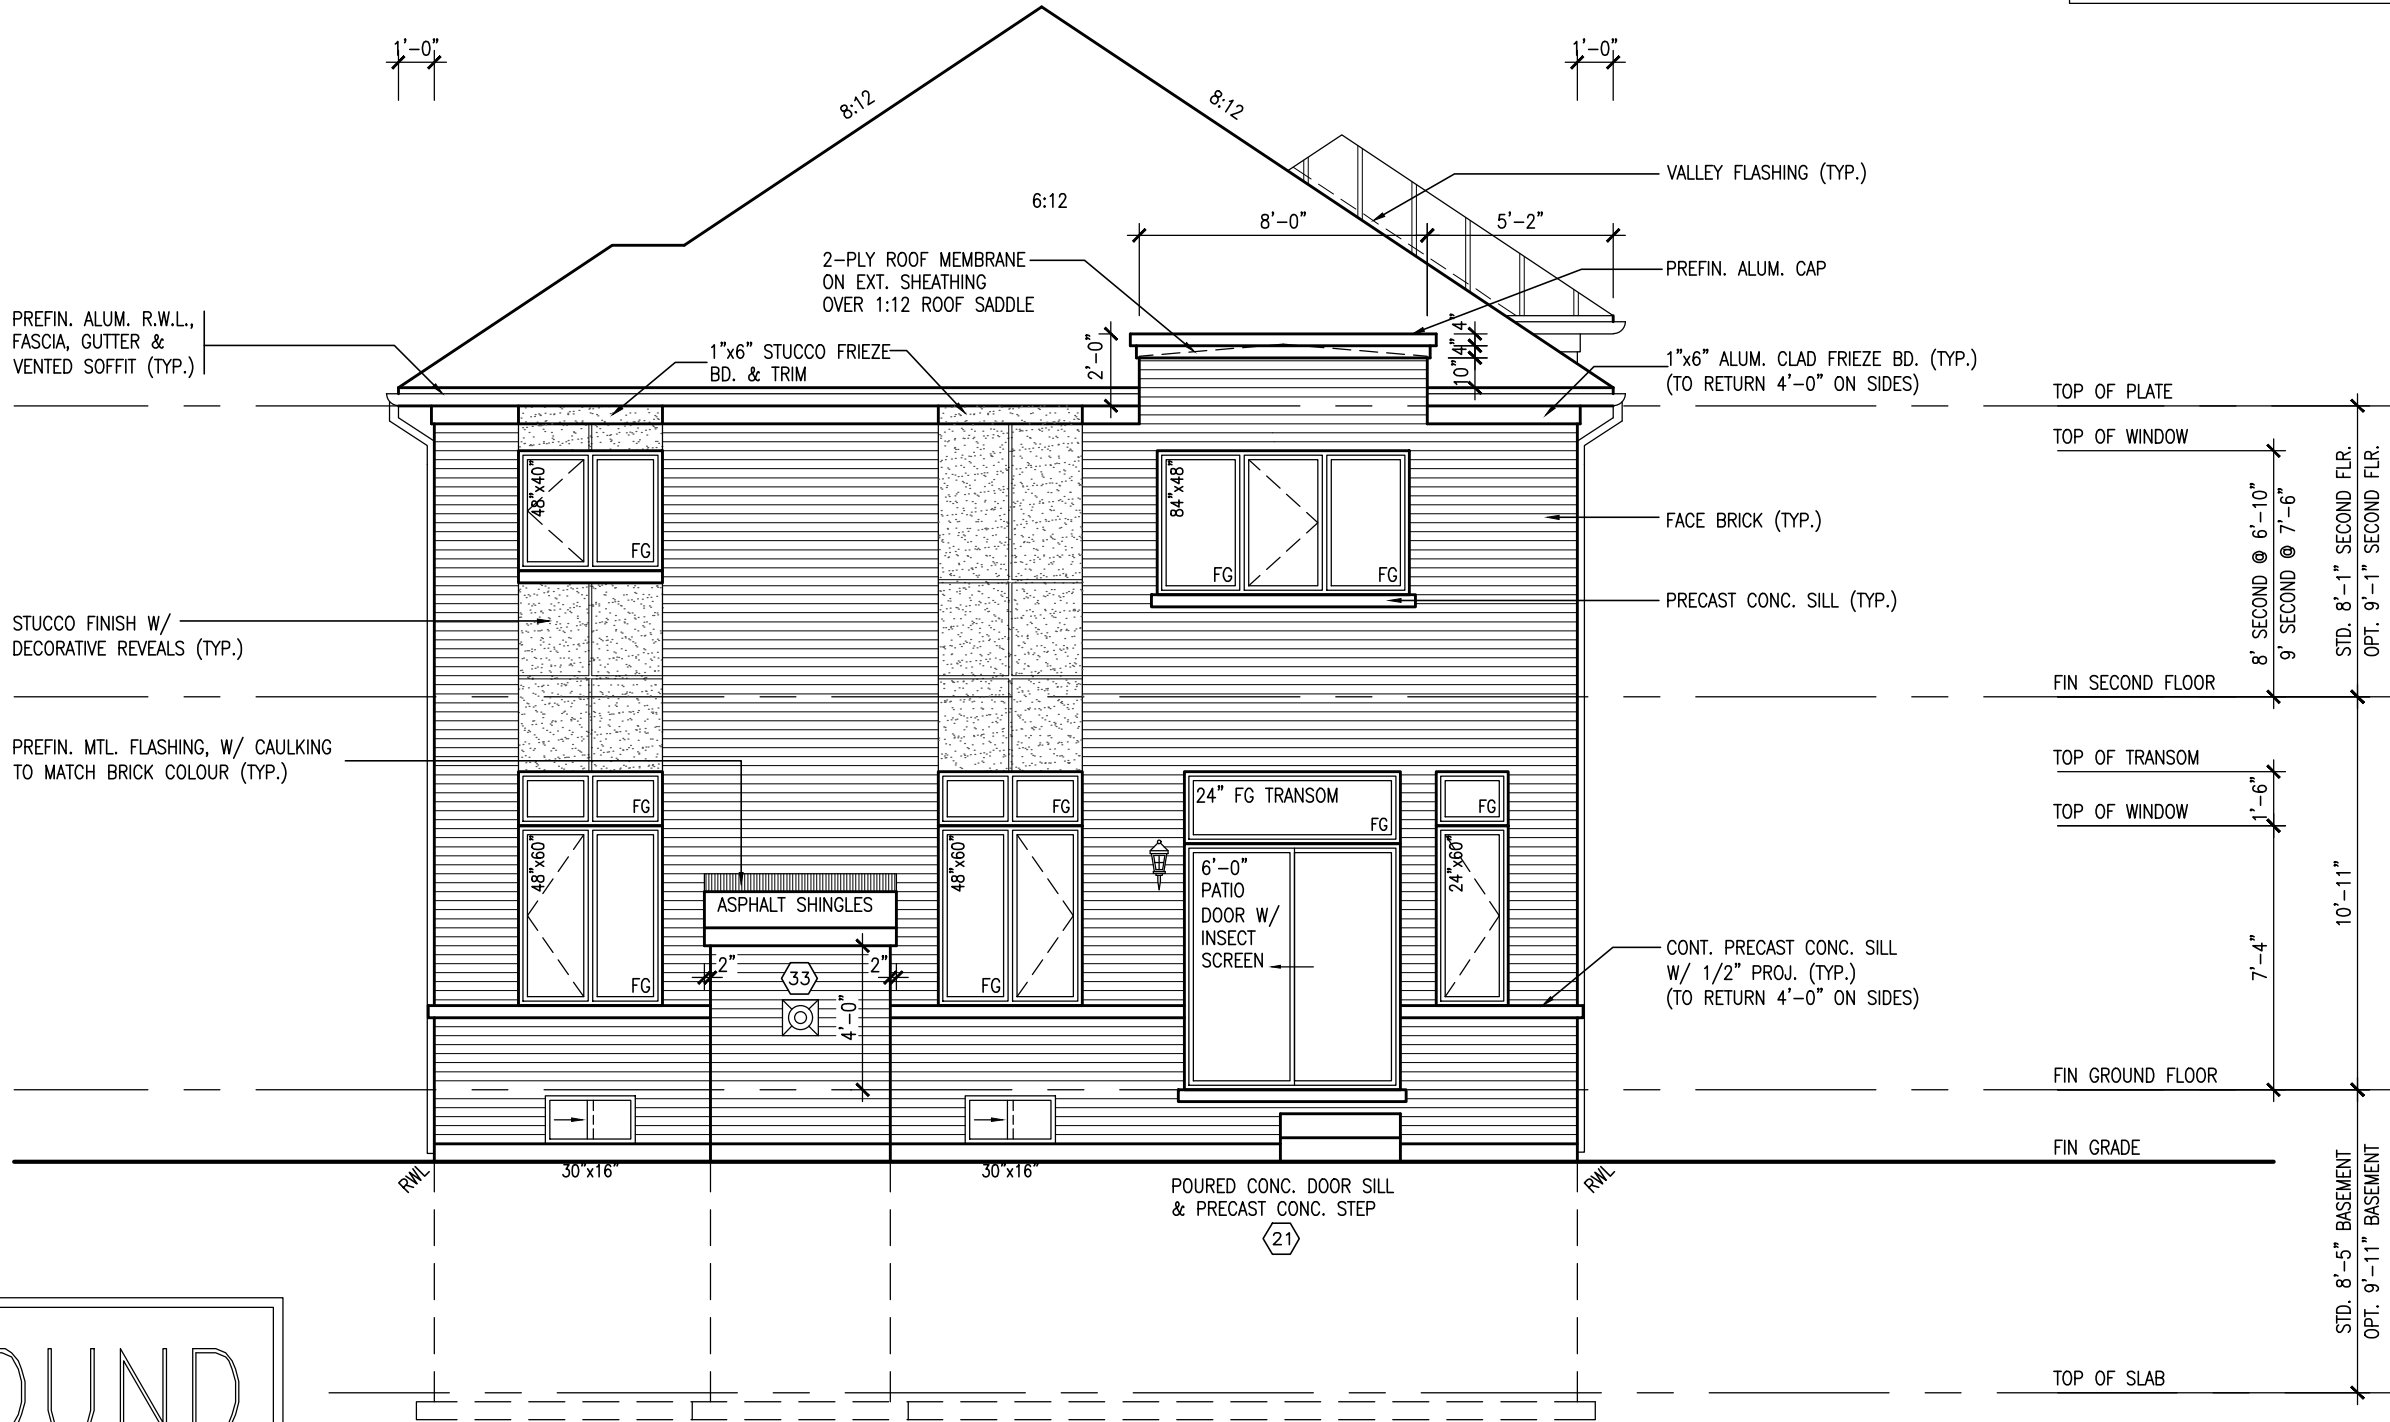 1'-0"
1'-0"
8:12
8:12
VALLEY FLASHING (TYP.)
6:12
8'-0"
5'-2"
2-PLY ROOF MEMBRANE
ON EXT. SHEATHING
OVER 1:12 ROOF SADDLE
PREFIN. ALUM. CAP
PREFIN. ALUM. R.W.L.,
FASCIA, GUTTER &
VENTED SOFFIT (TYP.)
1"x6" STUCCO FRIEZE
BD. & TRIM
2'-0"
4"
4"
10"
1"x6" ALUM. CLAD FRIEZE BD. (TYP.)
(TO RETURN 4'-0" ON SIDES)
TOP OF PLATE
TOP OF WINDOW
48"x40"
FG
84"x48"
FG
FG
FACE BRICK (TYP.)
PRECAST CONC. SILL (TYP.)
8' SECOND @ 6'-10"
9' SECOND @ 7'-6"
STD. 8'-1" SECOND FLR.
OPT. 9'-1" SECOND FLR.
STUCCO FINISH W/
DECORATIVE REVEALS (TYP.)
FIN SECOND FLOOR
PREFIN. MTL. FLASHING, W/ CAULKING
TO MATCH BRICK COLOUR (TYP.)
TOP OF TRANSOM
1'-6"
TOP OF WINDOW
FG
FG
24" FG TRANSOM
FG
FG
48"x60"
FG
48"x60"
FG
6'-0"
PATIO
DOOR W/
INSECT
SCREEN
24"x60"
ASPHALT SHINGLES
2"
33
2"
4'-0"
10'-11"
7'-4"
CONT. PRECAST CONC. SILL
W/ 1/2" PROJ. (TYP.)
(TO RETURN 4'-0" ON SIDES)
FIN GROUND FLOOR
FIN GRADE
RWL
30"x16"
30"x16"
RWL
POURED CONC. DOOR SILL
& PRECAST CONC. STEP
21
STD. 8'-5" BASEMENT
OPT. 9'-11" BASEMENT
TOP OF SLAB
OUND